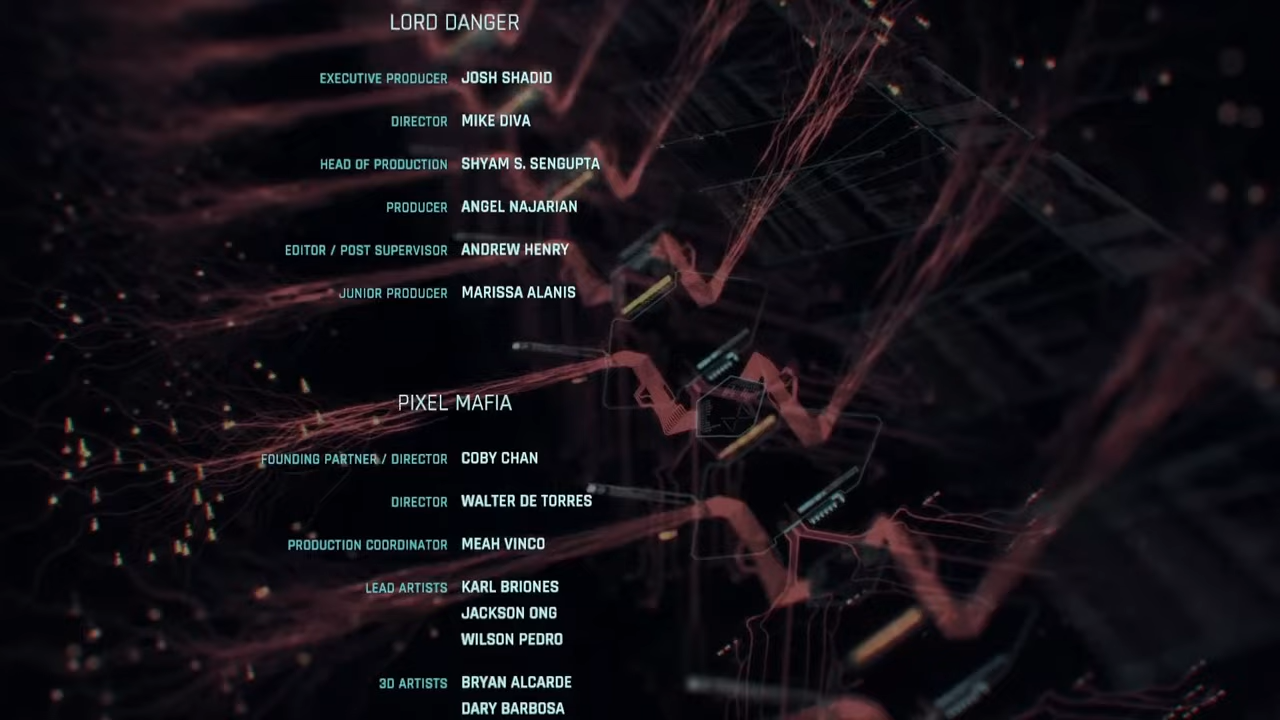 LORD DANGER
EXECUTIVE PRODUCER JOSH SHADID
DIRECTOR MIKE DIVA
HEAD OF PRODUCTION SHYAM S. SENGUPTA
PRODUCER ANGEL NAJARIAN
EDITOR / POST SUPERVISOR ANDREW HENRY
JUNIOR PRODUCER MARISSA ALANIS
PIXEL MAFIA
FOUNDING PARTNER / DIRECTOR COBY CHAN
DIRECTOR WALTER DE TORRES
PRODUCTION COORDINATOR MEAH VINCO
LEAD ARTISTS KARL BRIONES
JACKSON ONG
WILSON PEDRO
3D ARTISTS BRYAN ALCARDE
DARY BARBOSA